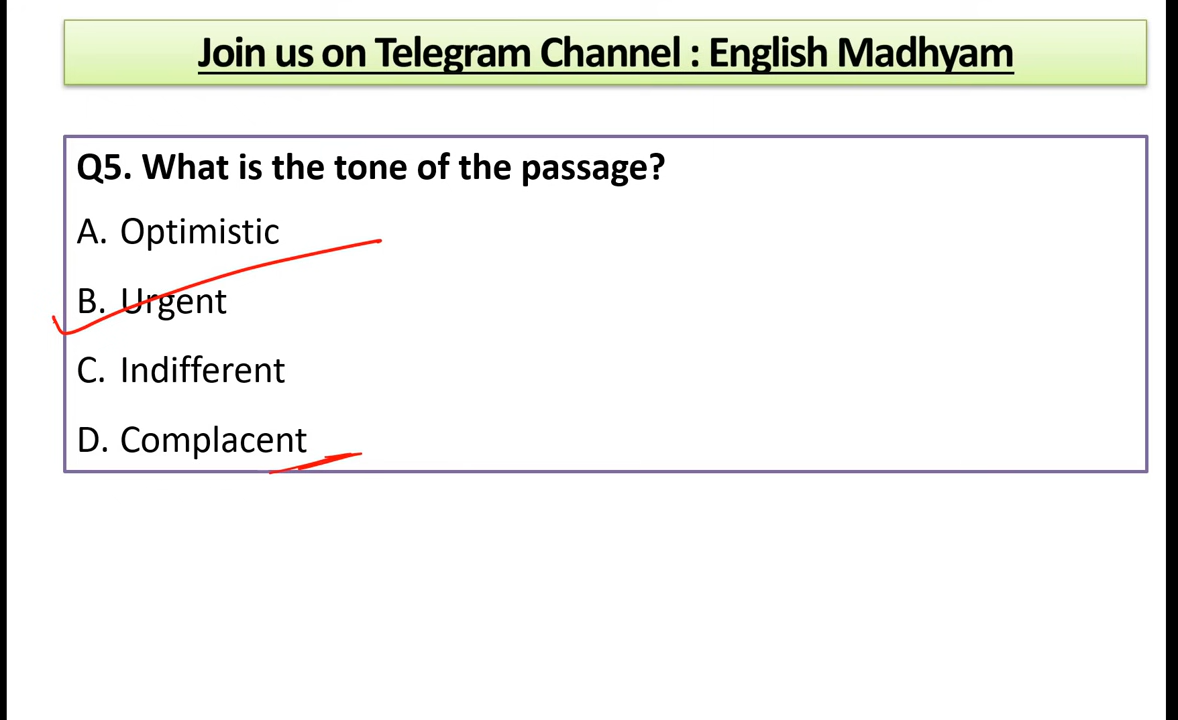 Join us on Telegram Channel : English Madhyam
Q5. What is the tone of the passage?
A. Optimistic
B. Urgent
C. Indifferent
D. Complacent